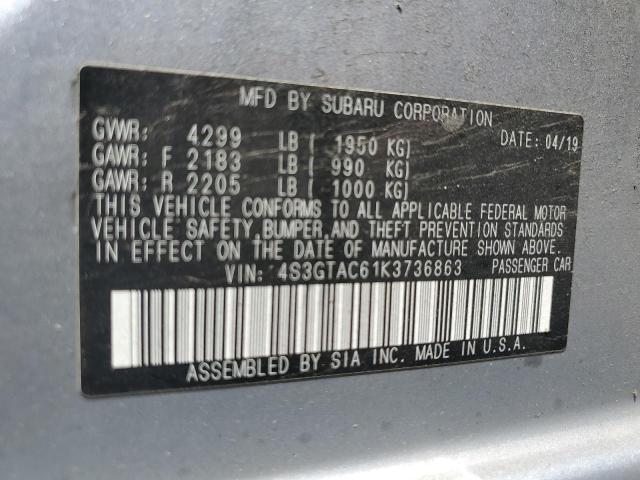 MFD BY SUBARU CORPORATION
GVWR: 4299 LB ( 1950 KG) DATE: 04/19
GAWR: F 2183 LB ( 990 KG)
GAWR: R 2205 LB ( 1000 KG)
THIS VEHICLE CONFORMS TO ALL APPLICABLE FEDERAL MOTOR
VEHICLE SAFETY, BUMPER, AND THEFT PREVENTION STANDARDS
IN EFFECT ON THE DATE OF MANUFACTURE SHOWN ABOVE.
VIN: 4S3GTAC61K3736863 PASSENGER CAR
ASSEMBLED BY SIA INC. MADE IN U.S.A.